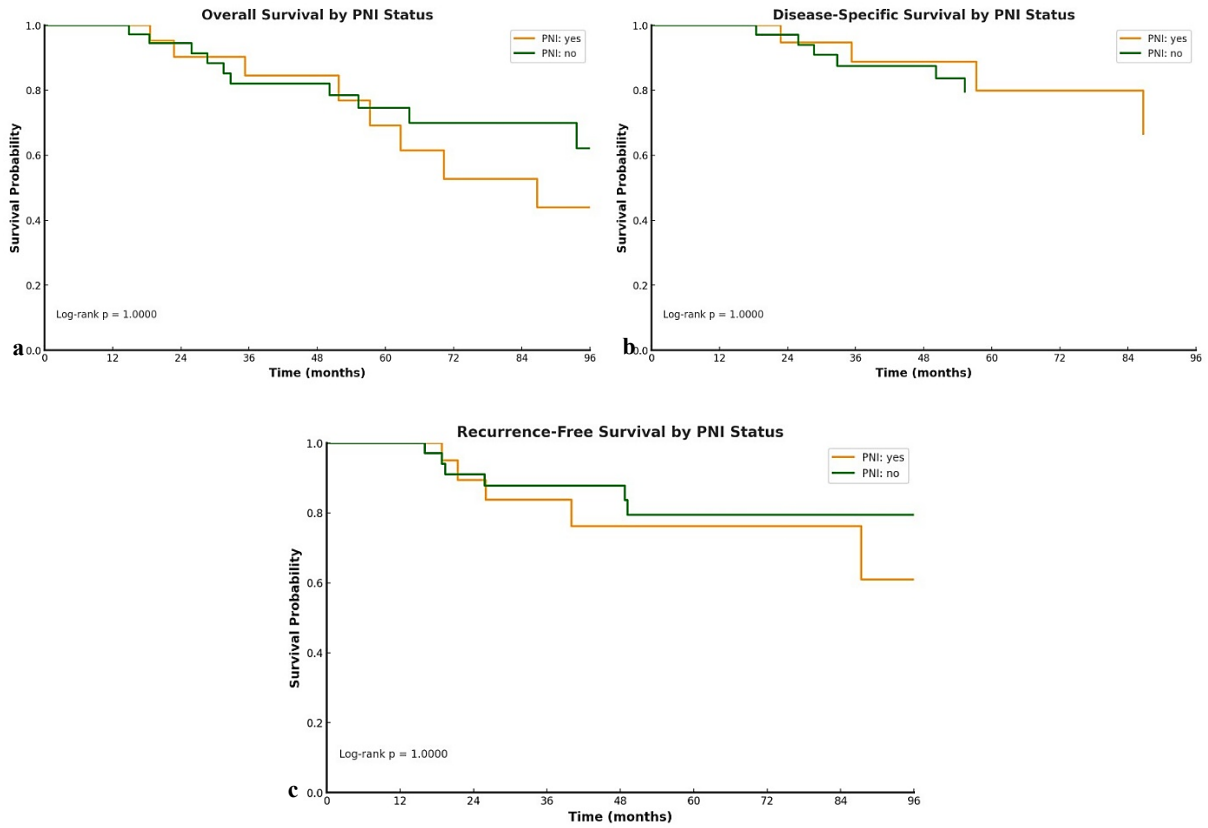 Overall Survival by PNI Status
1.0
0.8
0.6
0.4
0.2
0.0
Survival Probability
PNI: yes
PNI: no
Log-rank p = 1.0000
a
0 12 24 36 48 60 72 84 96
Time (months)
Disease-Specific Survival by PNI Status
1.0
0.8
0.6
0.4
0.2
0.0
Survival Probability
PNI: yes
PNI: no
Log-rank p = 1.0000
b
0 12 24 36 48 60 72 84 96
Time (months)
Recurrence-Free Survival by PNI Status
1.0
0.8
0.6
0.4
0.2
0.0
Survival Probability
PNI: yes
PNI: no
Log-rank p = 1.0000
c
0 12 24 36 48 60 72 84 96
Time (months)